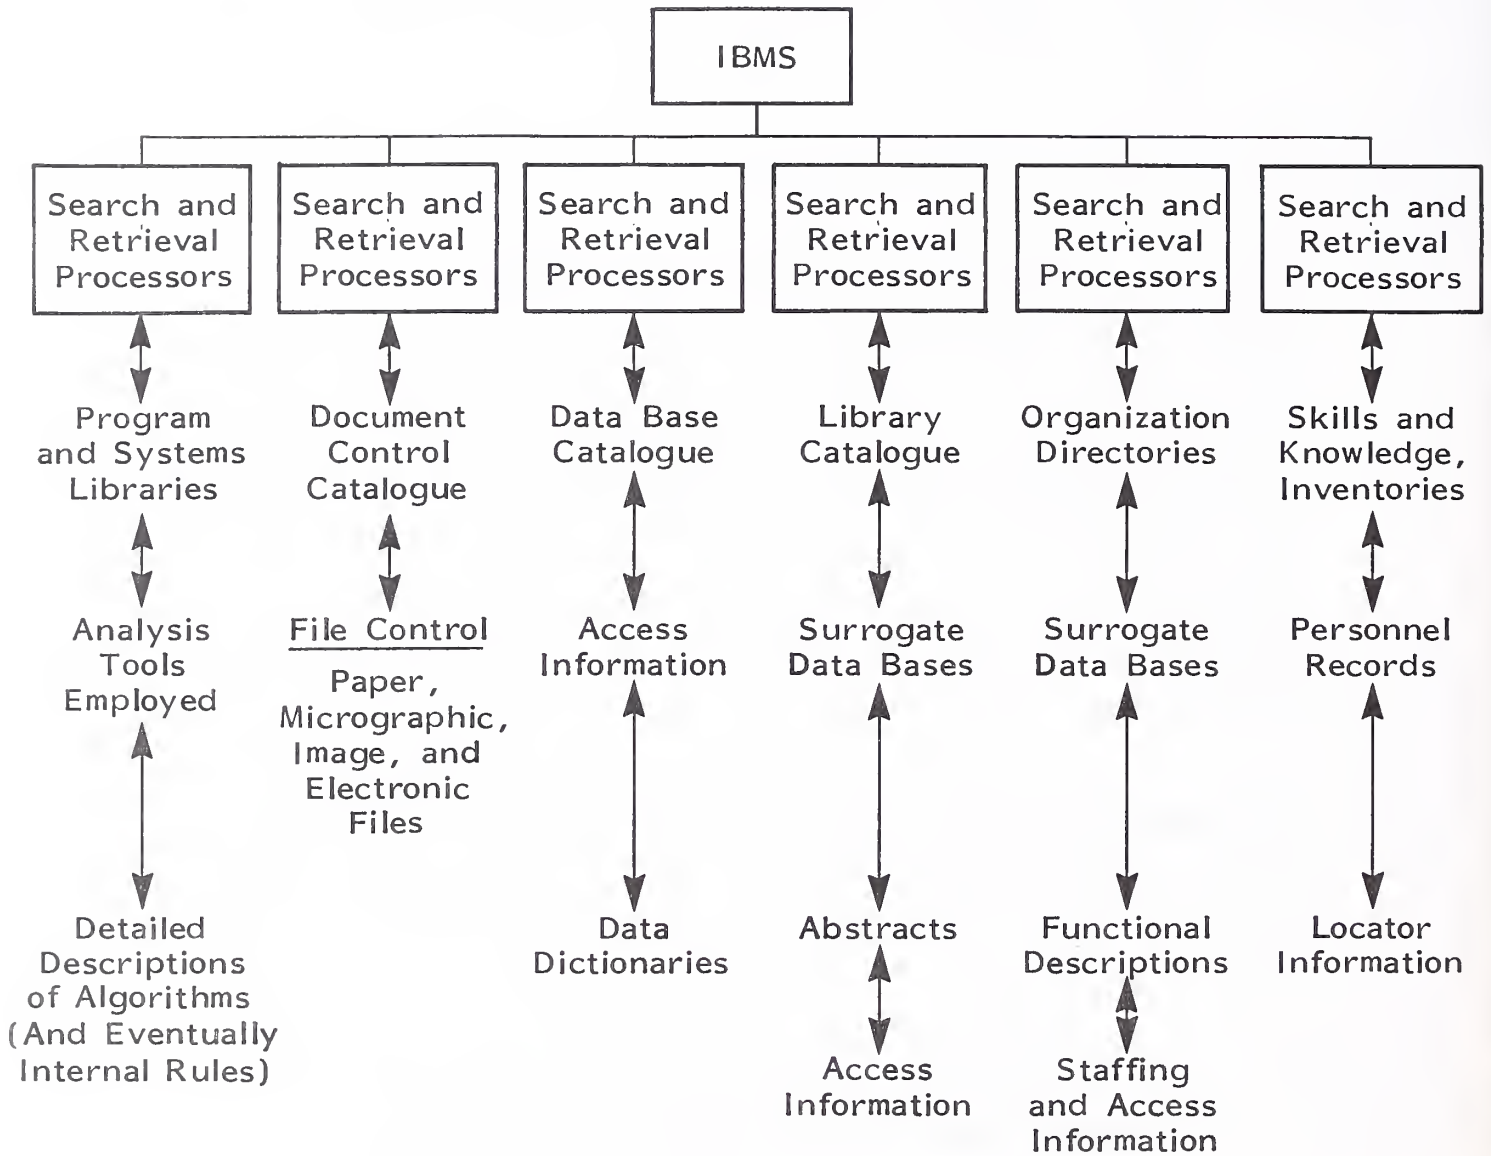 IBMS
Search and
Retrieval
Processors
Search and
Retrieval
Processors
Search and
Retrieval
Processors
Search and
Retrieval
Processors
Search and
Retrieval
Processors
Search and
Retrieval
Processors
Program
and Systems
Libraries
Analysis
Tools
Employed
Detailed
Descriptions
of Algorithms
(And Eventually
Internal Rules)
Document
Control
Catalogue
File Control
Paper,
Micrographic,
Image, and
Electronic
Files
Data Base
Catalogue
Access
Information
Data
Dictionaries
Library
Catalogue
Surrogate
Data Bases
Abstracts
Access
Information
Organization
Directories
Surrogate
Data Bases
Functional
Descriptions
Staffing
and Access
Information
Skills and
Knowledge,
Inventories
Personnel
Records
Locator
Information